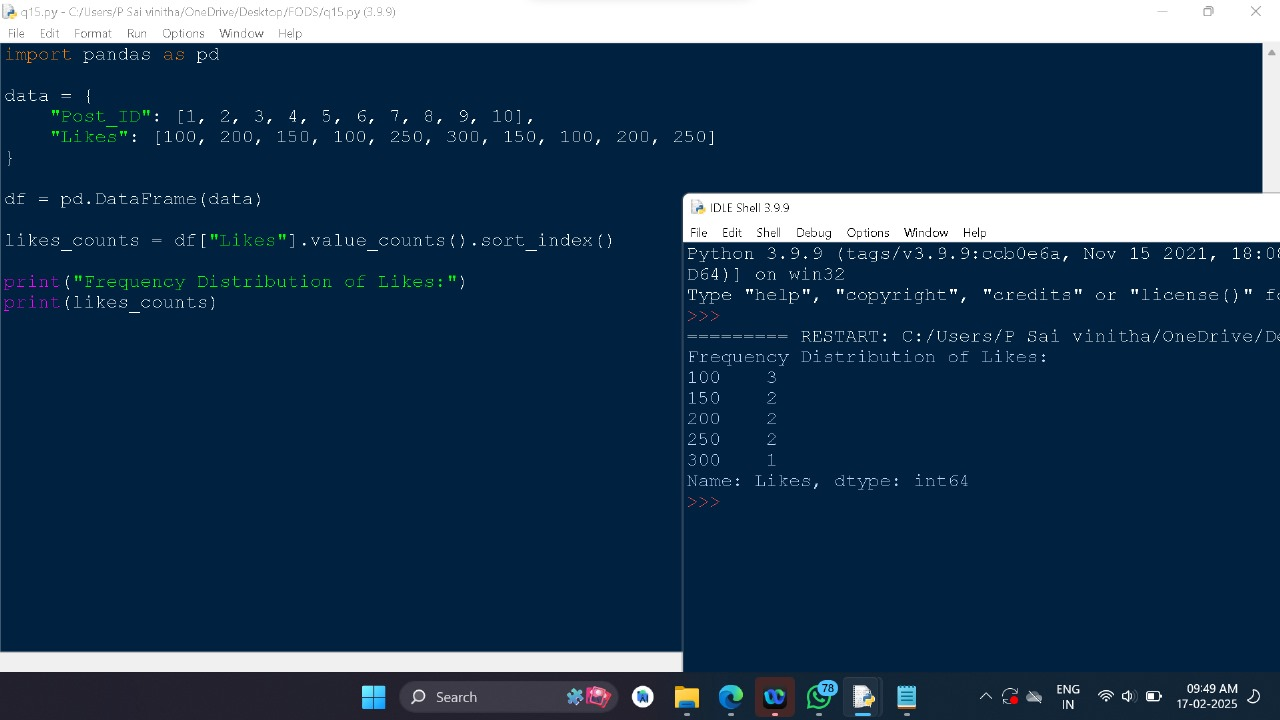 q15.py - C:/Users/P Sai vinitha/OneDrive/Desktop/FODS/q15.py (3.9.9)
File Edit Format Run Options Window Help
import pandas as pd
data = {
    "Post_ID": [1, 2, 3, 4, 5, 6, 7, 8, 9, 10],
    "Likes": [100, 200, 150, 100, 250, 300, 150, 100, 200, 250]
}
df = pd.DataFrame(data)
likes_counts = df["Likes"].value_counts().sort_index()
print("Frequency Distribution of Likes:")
print(likes_counts)
IDLE Shell 3.9.9
File Edit Shell Debug Options Window Help
Python 3.9.9 (tags/v3.9.9:ccb0e6a, Nov 15 2021, 18:08
D64)] on win32
Type "help", "copyright", "credits" or "license()" fo
>>>
========= RESTART: C:/Users/P Sai vinitha/OneDrive/De
Frequency Distribution of Likes:
100    3
150    2
200    2
250    2
300    1
Name: Likes, dtype: int64
>>>
Search
78
ENG
IN
09:49 AM
17-02-2025